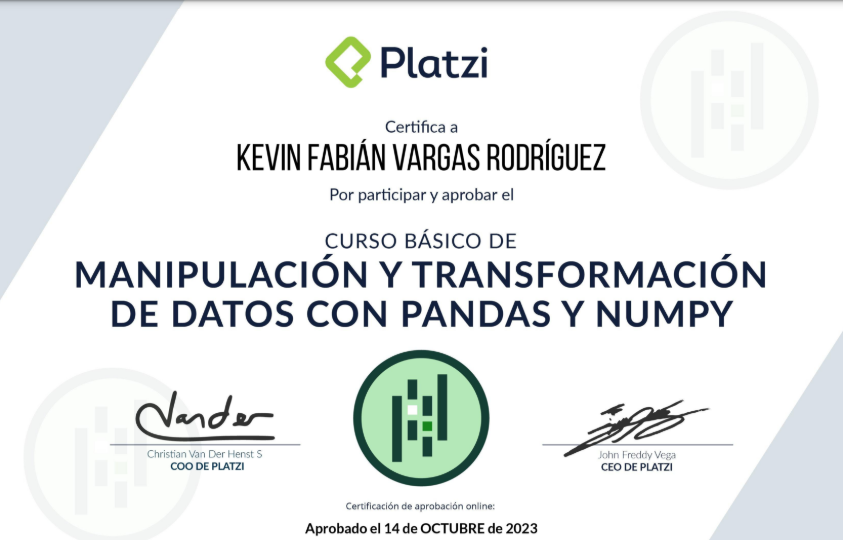 Platzi
Certifica a
KEVIN FABIÁN VARGAS RODRÍGUEZ
Por participar y aprobar el
CURSO BÁSICO DE
MANIPULACIÓN Y TRANSFORMACIÓN
DE DATOS CON PANDAS Y NUMPY
Vander
Christian Van Der Henst S
COO DE PLATZI
John Freddy Vega
CEO DE PLATZI
Certificación de aprobación online:
Aprobado el 14 de OCTUBRE de 2023